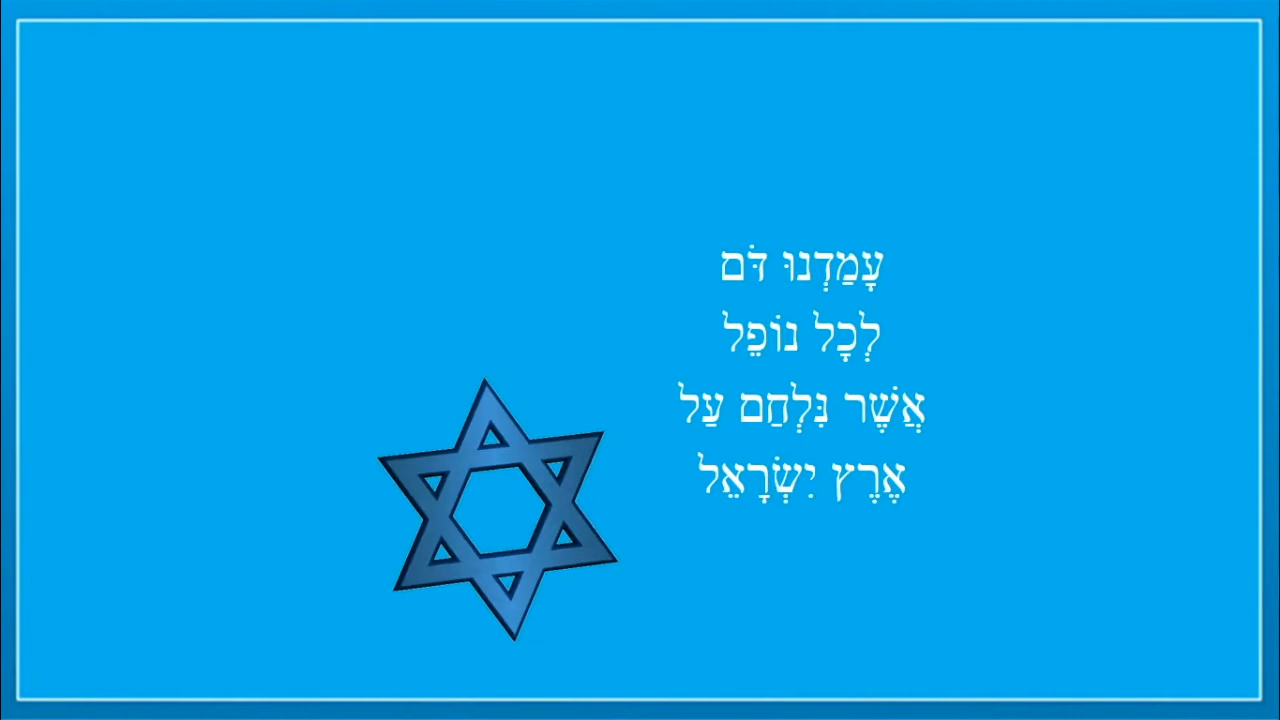 עָמַדְנוּ דֹּם
לְכָל נוֹפֵל
אֲשֶׁר נִּלְחַם עַל
אֶרֶץ יִשְׂרָאֵל